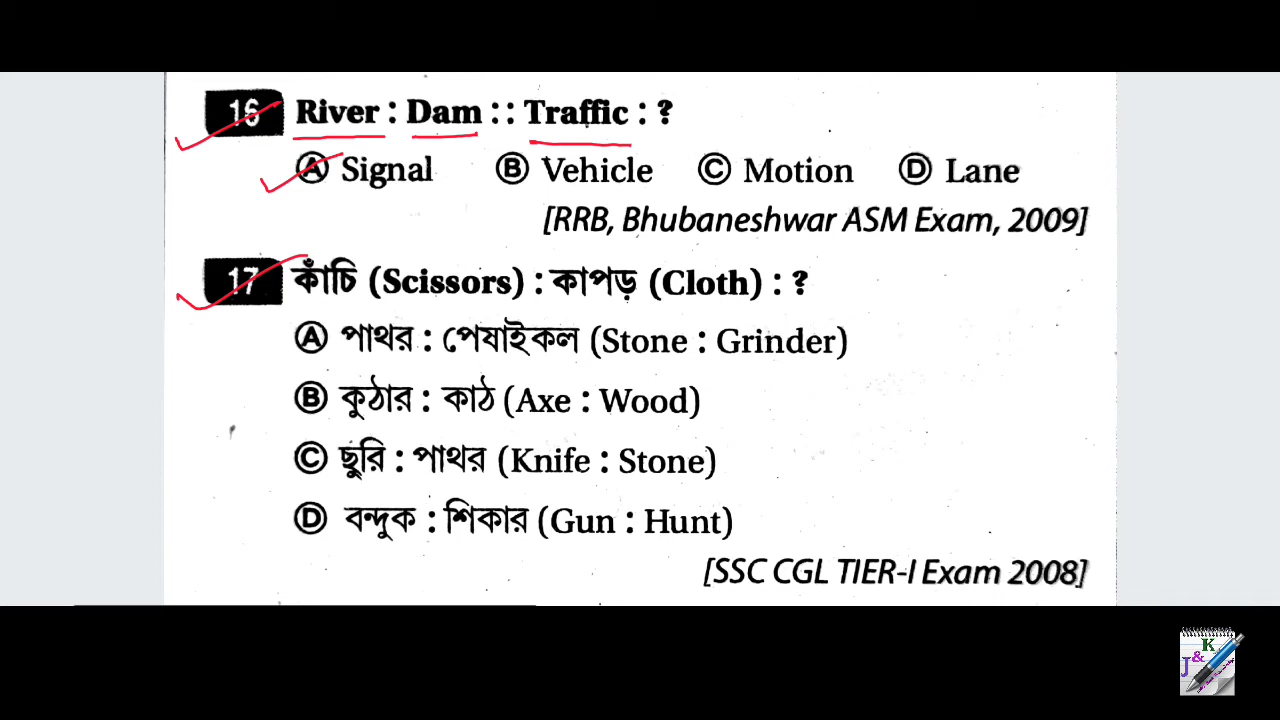 16 River : Dam : : Traffic : ?
Ⓐ Signal Ⓑ Vehicle Ⓒ Motion Ⓓ Lane
[RRB, Bhubaneshwar ASM Exam, 2009]
17 কাঁচি (Scissors) : কাপড় (Cloth) : ?
Ⓐ পাথর : পেষাইকল (Stone : Grinder)
Ⓑ কুঠার : কাঠ (Axe : Wood)
Ⓒ ছুরি : পাথর (Knife : Stone)
Ⓓ বন্দুক : শিকার (Gun : Hunt)
[SSC CGL TIER-I Exam 2008]
J & K